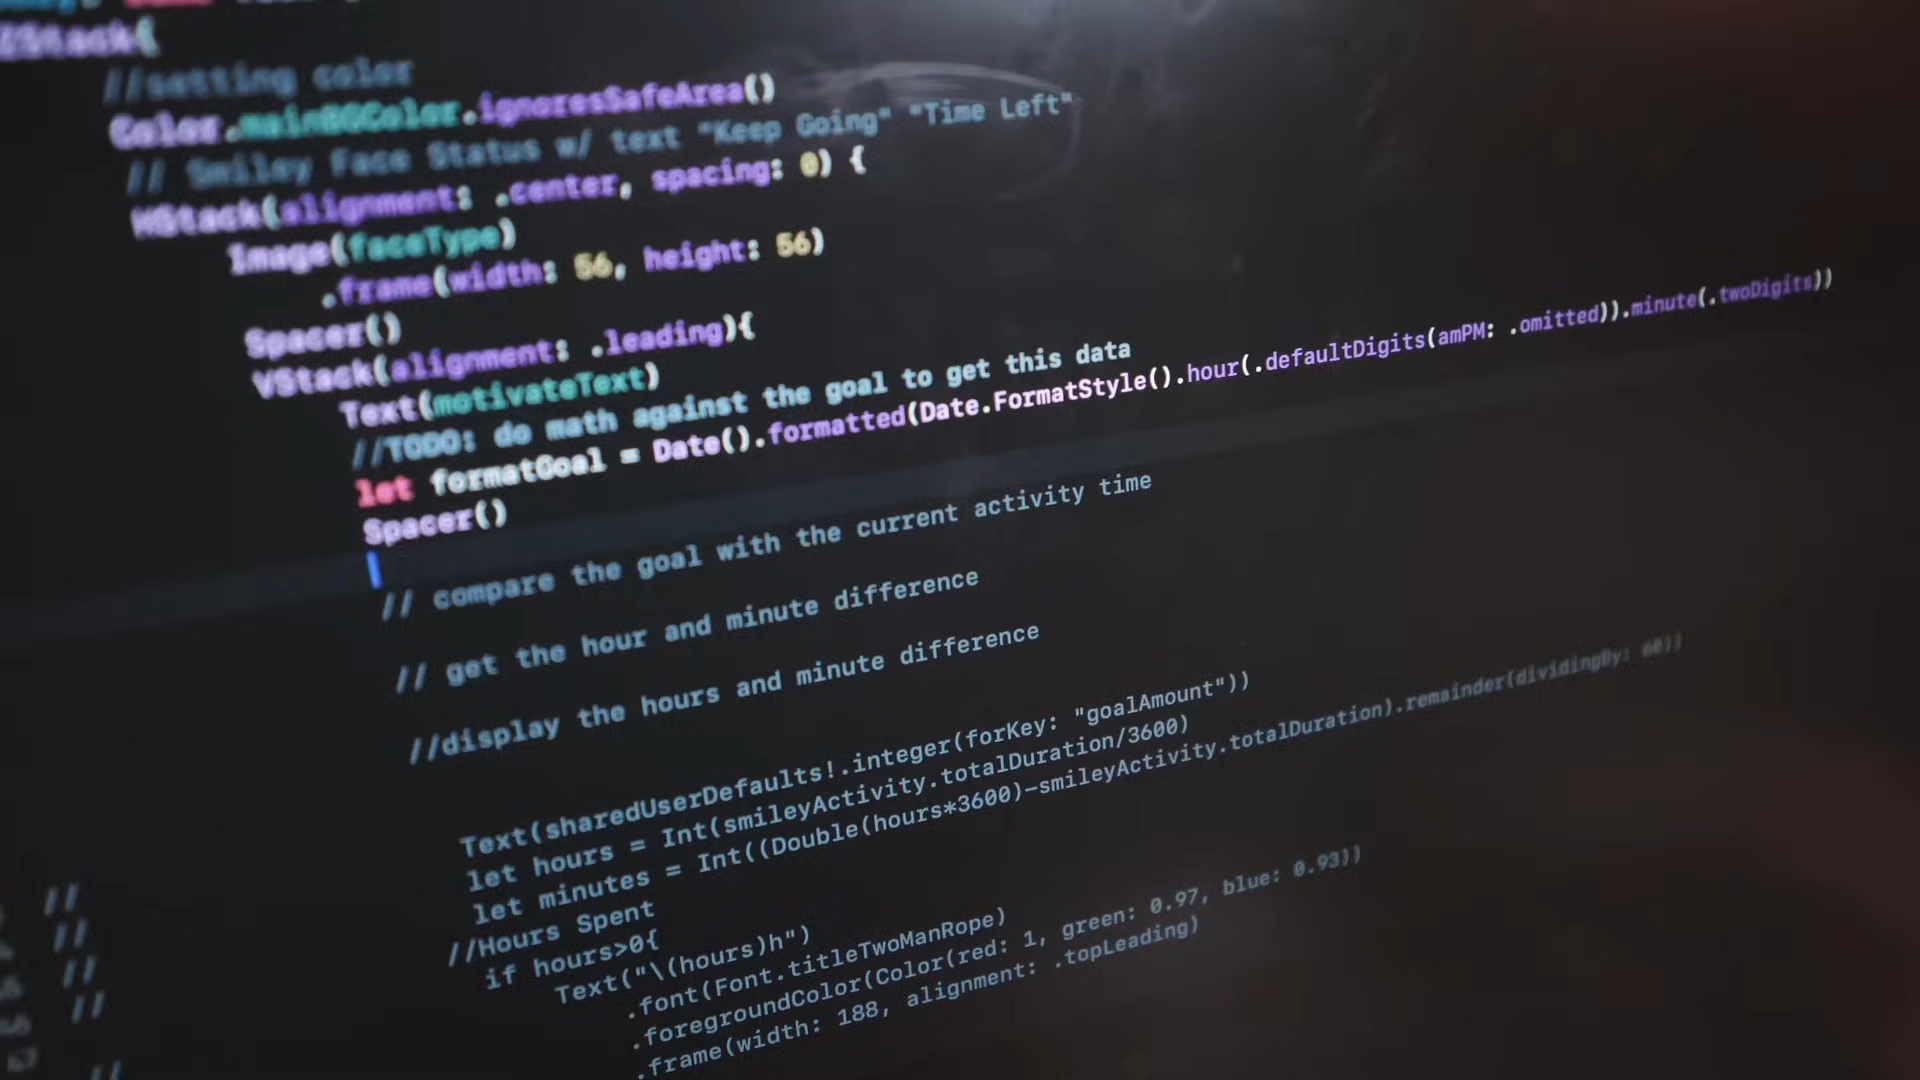 ZStack{
//setting color
Color.mainBGColor.ignoresSafeArea()
// Smiley Face Status w/ text "Keep Going" "Time Left"
HStack(alignment: .center, spacing: 0) {
Image(faceType)
.frame(width: 56, height: 56)
Spacer()
VStack(alignment: .leading){
Text(motivateText)
//TODO: do math against the goal to get this data
let formatGoal = Date().formatted(Date.FormatStyle().hour(.defaultDigits(amPM: .omitted)).minute(.twoDigits))
Spacer()
// compare the goal with the current activity time
// get the hour and minute difference
//display the hours and minute difference
Text(sharedUserDefaults!.integer(forKey: "goalAmount"))
let hours = Int(smileyActivity.totalDuration/3600)
// let minutes = Int((Double(hours*3600)-smileyActivity.totalDuration).remainder(dividingBy: 60))
// //Hours Spent
// if hours>0{
// Text("\(hours)h")
.font(Font.titleTwoManRope)
.foregroundColor(Color(red: 1, green: 0.97, blue: 0.93))
67 // .frame(width: 188, alignment: .topLeading)